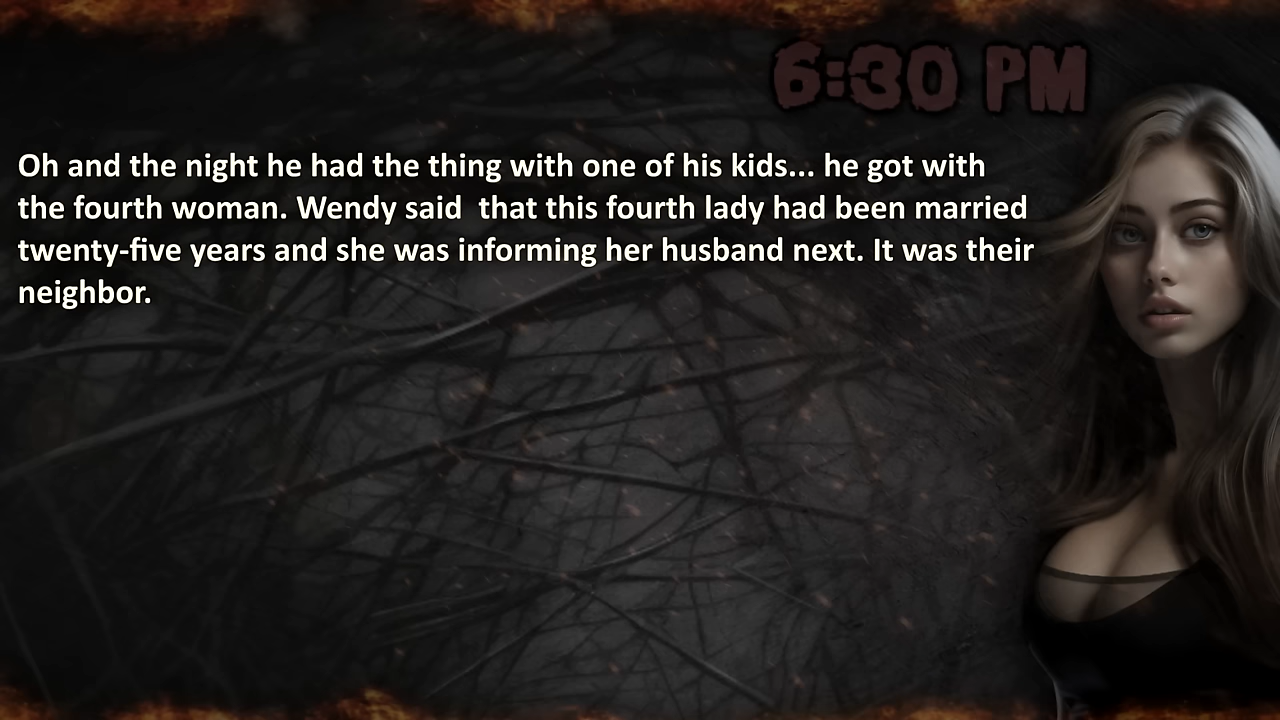 6:30 PM
Oh and the night he had the thing with one of his kids... he got with
the fourth woman. Wendy said  that this fourth lady had been married
twenty-five years and she was informing her husband next. It was their
neighbor.